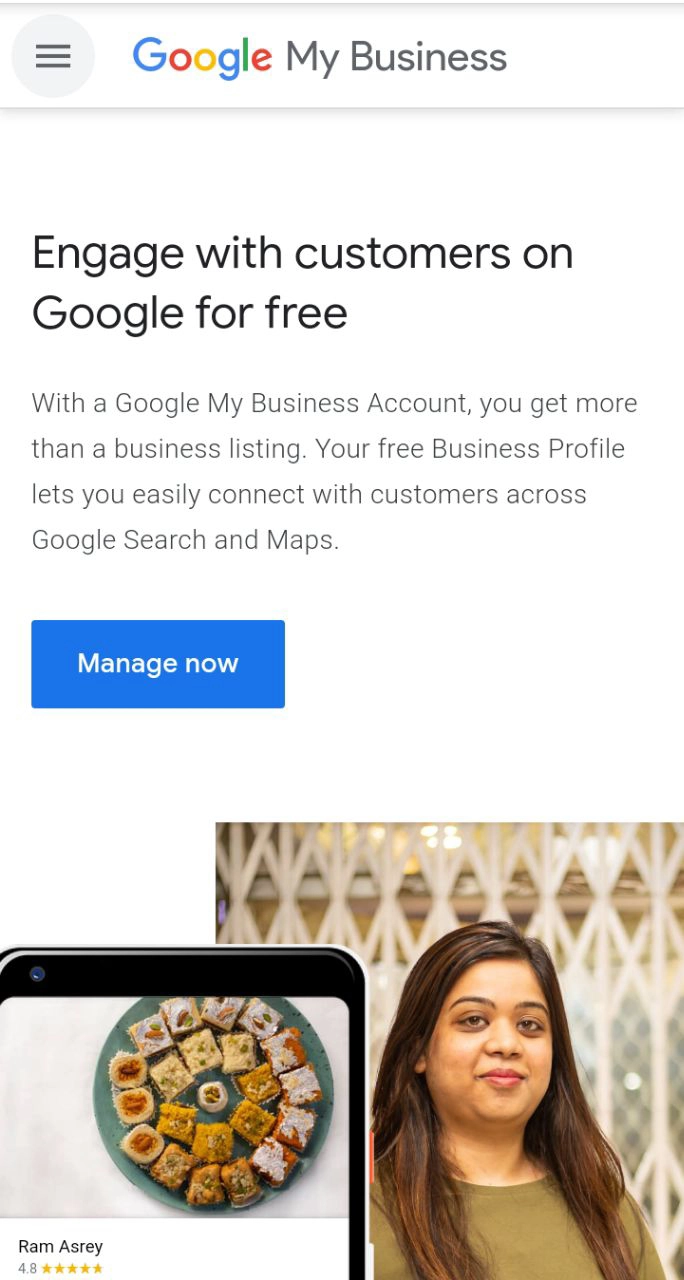 Google My Business
Engage with customers on
Google for free
With a Google My Business Account, you get more
than a business listing. Your free Business Profile
lets you easily connect with customers across
Google Search and Maps.
Manage now
Ram Asrey
4.8